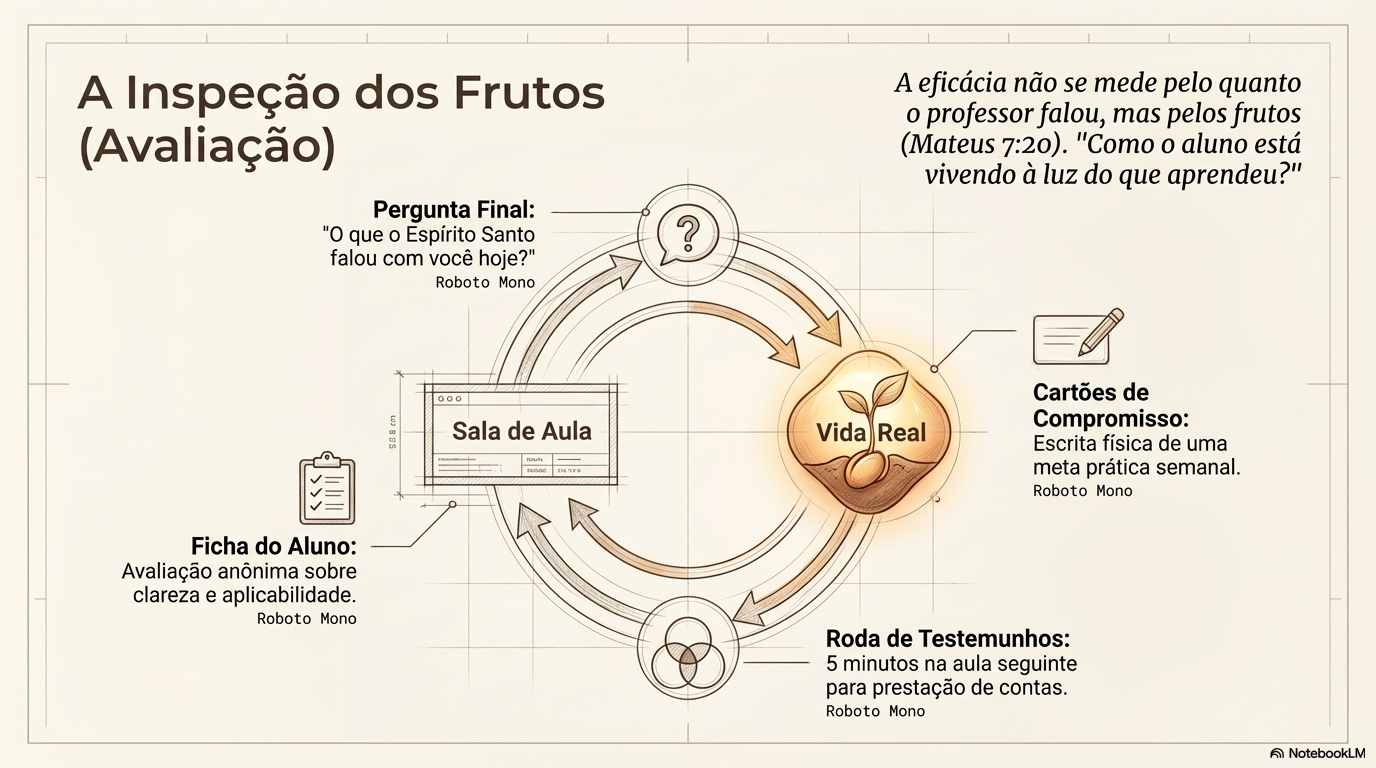 A Inspeção dos Frutos
(Avaliação)
A eficácia não se mede pelo quanto
o professor falou, mas pelos frutos
(Mateus 7:20). "Como o aluno está
vivendo à luz do que aprendeu?"
Pergunta Final:
"O que o Espírito Santo
falou com você hoje?"
Roboto Mono
Sala de Aula
Vida Real
Cartões de
Compromisso:
Escrita física de uma
meta prática semanal.
Roboto Mono
Ficha do Aluno:
Avaliação anônima sobre
clareza e aplicabilidade.
Roboto Mono
Roda de Testemunhos:
5 minutos na aula seguinte
para prestação de contas.
Roboto Mono
NotebookLM